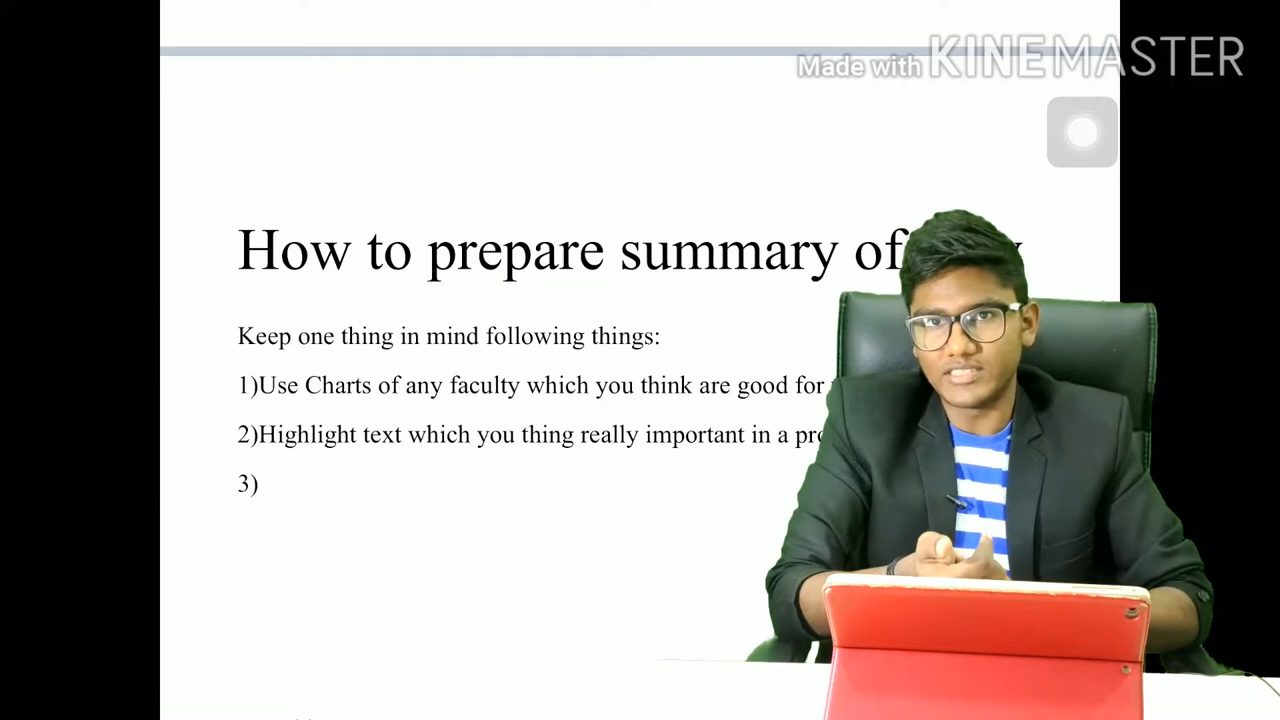 Made with KINEMASTER
How to prepare summary of
Keep one thing in mind following things:
1)Use Charts of any faculty which you think are good for
2)Highlight text which you thing really important in a
3)